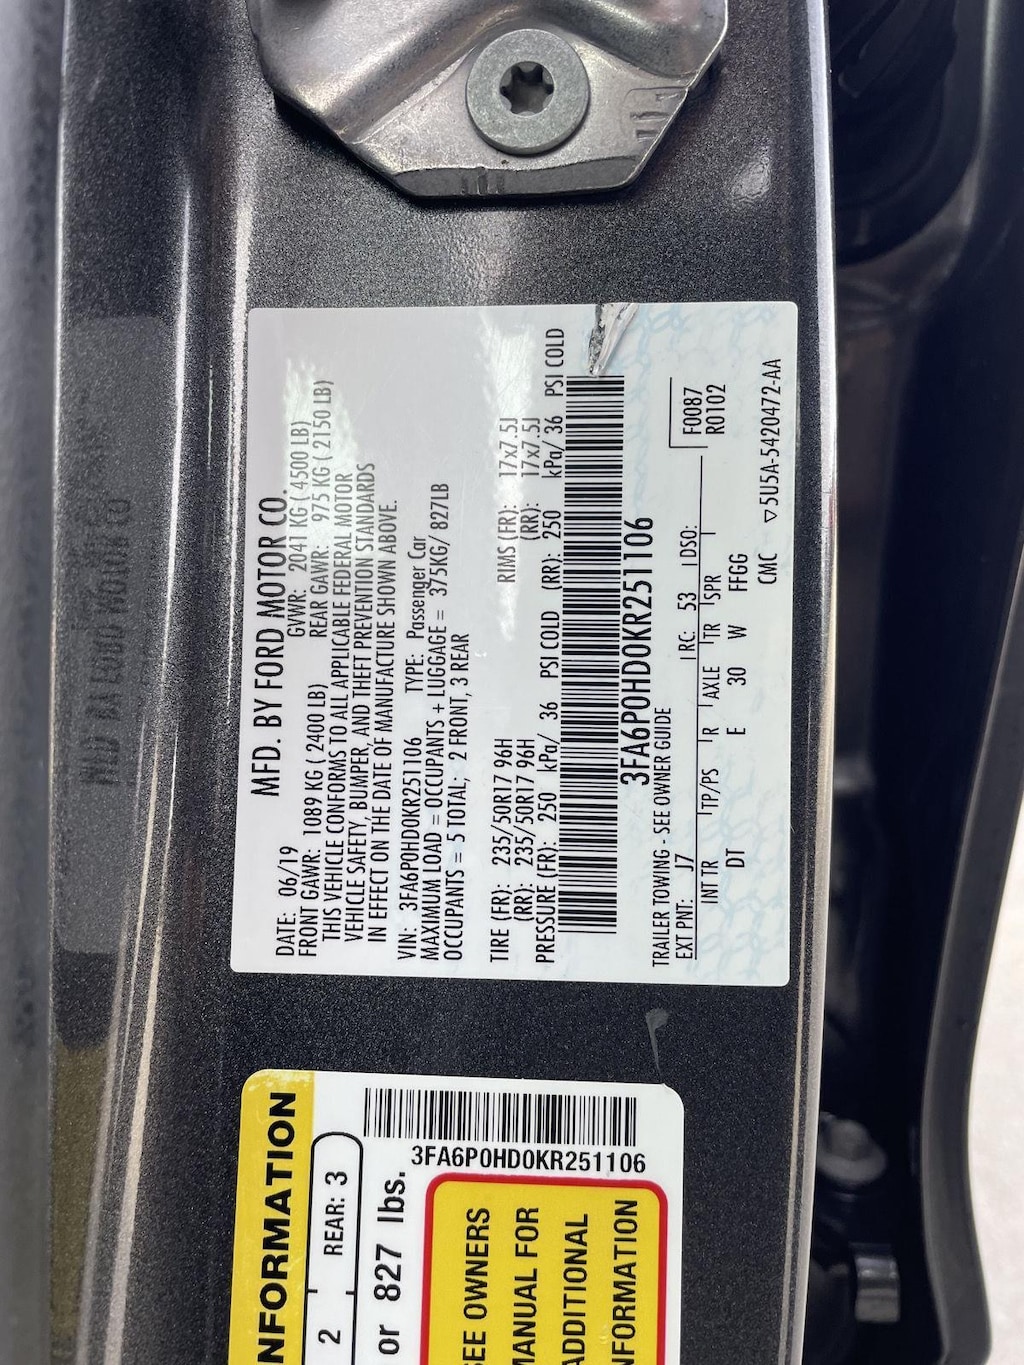 MFD. BY FORD MOTOR CO.
DATE: 06/19 GVWR: 2041 KG ( 4500 LB)
FRONT GAWR: 1089 KG ( 2400 LB) REAR GAWR: 975 KG ( 2150 LB)
THIS VEHICLE CONFORMS TO ALL APPLICABLE FEDERAL MOTOR
VEHICLE SAFETY, BUMPER, AND THEFT PREVENTION STANDARDS
IN EFFECT ON THE DATE OF MANUFACTURE SHOWN ABOVE.
VIN: 3FA6P0HD0KR251106 TYPE: Passenger Car
MAXIMUM LOAD = OCCUPANTS + LUGGAGE = 375KG/ 827LB
OCCUPANTS = 5 TOTAL; 2 FRONT, 3 REAR
TIRE (FR): 235/50R17 96H RIMS (FR): 17x7.5J
(RR): 235/50R17 96H (RR): 17x7.5J
PRESSURE (FR): 250 kPa/ 36 PSI COLD (RR): 250 kPa/ 36 PSI COLD
3FA6P0HD0KR251106
TRAILER TOWING - SEE OWNER GUIDE
EXT PNT: J7 RC: 53 DSO: F0087
R0102
INT TR TP/PS R AXLE TR SPR
DT E 30 W FFGG
CMC ▽5U5A-5420472-AA
NFORMATION
2 REAR: 3
or 827 lbs.
3FA6P0HD0KR251106
SEE OWNERS
MANUAL FOR
ADDITIONAL
INFORMATION